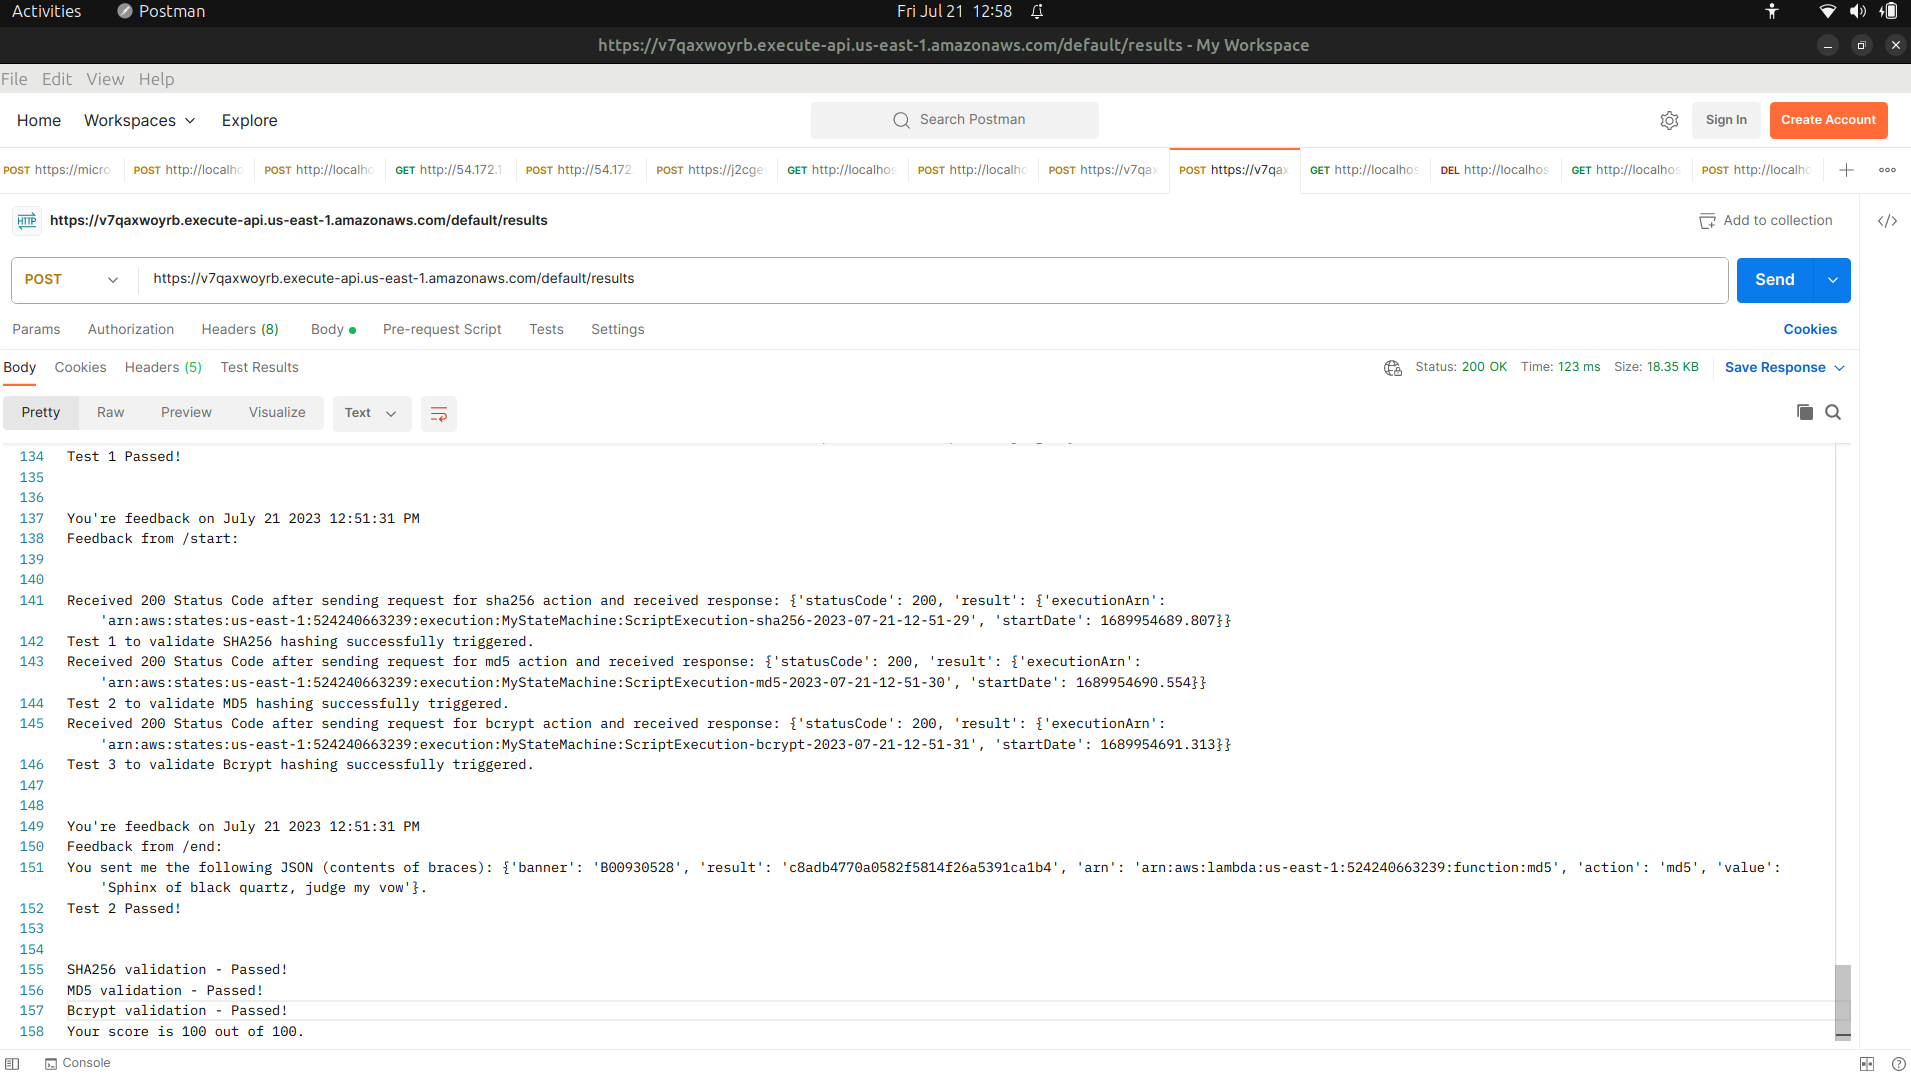 Activities Postman Fri Jul 21 12:58
https://v7qaxwoyrb.execute-api.us-east-1.amazonaws.com/default/results - My Workspace
File Edit View Help
Home Workspaces Explore Search Postman Sign In Create Account
POST https://micro POST http://localho POST http://localho GET http://54.172.1 POST http://54.172. POST https://j2cge GET http://localhos POST http://localho POST https://v7qax POST https://v7qax GET http://localhos DEL http://localhos GET http://localhos POST http://localho
HTTP https://v7qaxwoyrb.execute-api.us-east-1.amazonaws.com/default/results Add to collection
POST https://v7qaxwoyrb.execute-api.us-east-1.amazonaws.com/default/results Send
Params Authorization Headers (8) Body Pre-request Script Tests Settings Cookies
Body Cookies Headers (5) Test Results Status: 200 OK Time: 123 ms Size: 18.35 KB Save Response
Pretty Raw Preview Visualize Text
134 Test 1 Passed!
135
136
137 You're feedback on July 21 2023 12:51:31 PM
138 Feedback from /start:
139
140
141 Received 200 Status Code after sending request for sha256 action and received response: {'statusCode': 200, 'result': {'executionArn':
'arn:aws:states:us-east-1:524240663239:execution:MyStateMachine:ScriptExecution-sha256-2023-07-21-12-51-29', 'startDate': 1689954689.807}}
142 Test 1 to validate SHA256 hashing successfully triggered.
143 Received 200 Status Code after sending request for md5 action and received response: {'statusCode': 200, 'result': {'executionArn':
'arn:aws:states:us-east-1:524240663239:execution:MyStateMachine:ScriptExecution-md5-2023-07-21-12-51-30', 'startDate': 1689954690.554}}
144 Test 2 to validate MD5 hashing successfully triggered.
145 Received 200 Status Code after sending request for bcrypt action and received response: {'statusCode': 200, 'result': {'executionArn':
'arn:aws:states:us-east-1:524240663239:execution:MyStateMachine:ScriptExecution-bcrypt-2023-07-21-12-51-31', 'startDate': 1689954691.313}}
146 Test 3 to validate Bcrypt hashing successfully triggered.
147
148
149 You're feedback on July 21 2023 12:51:31 PM
150 Feedback from /end:
151 You sent me the following JSON (contents of braces): {'banner': 'B00930528', 'result': 'c8adb4770a0582f5814f26a5391ca1b4', 'arn': 'arn:aws:lambda:us-east-1:524240663239:function:md5', 'action': 'md5', 'value':
'Sphinx of black quartz, judge my vow'}.
152 Test 2 Passed!
153
154
155 SHA256 validation - Passed!
156 MD5 validation - Passed!
157 Bcrypt validation - Passed!
158 Your score is 100 out of 100.
Console